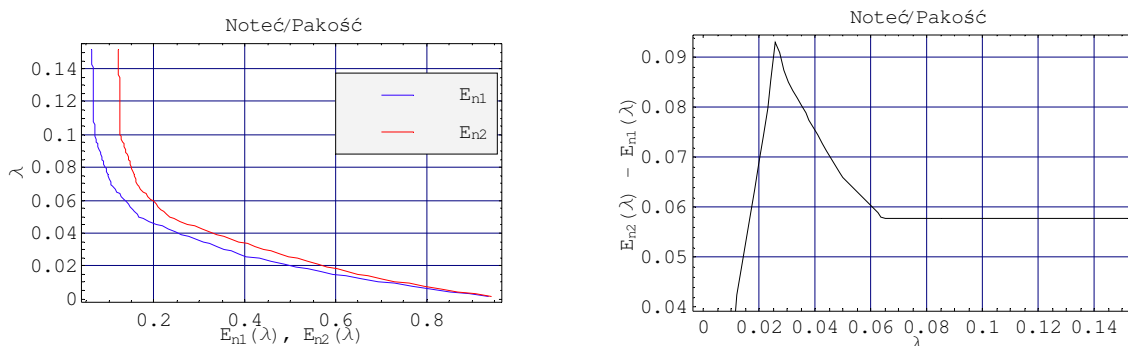 Noteć/Pakość
0.14
0.12
0.1
0.08
0.06
0.04
0.02
0
λ
En1
En2
0.2 0.4 0.6 0.8
En1(λ), En2(λ)
Noteć/Pakość
0.09
0.08
0.07
0.06
0.05
0.04
En2(λ) − En1(λ)
0 0.02 0.04 0.06 0.08 0.1 0.12 0.14
λ